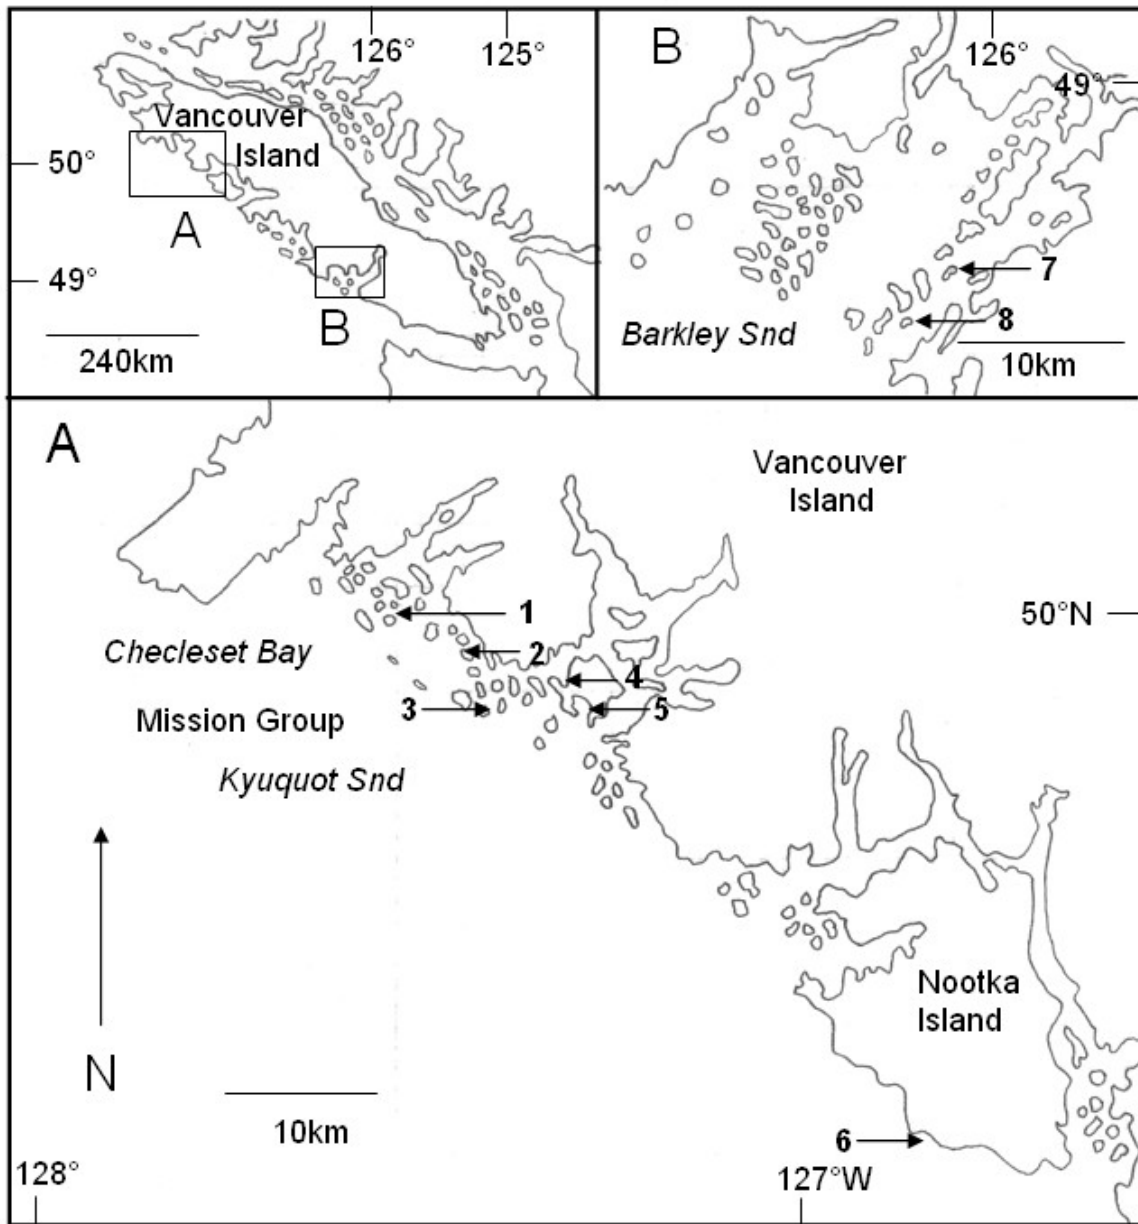 126°
125°
Vancouver
Island
50°
A
49°
B
240km
B
126°
49°
7
8
Barkley Snd
10km
A
Vancouver
Island
1
50°N
Checleset Bay
2
4
3
5
Mission Group
Kyuquot Snd
Nootka
Island
N
10km
6
128°
127°W